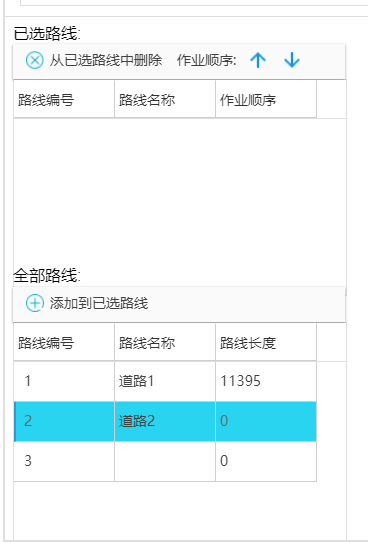 已选路线:
从已选路线中删除 作业顺序:
路线编号 路线名称 作业顺序
全部路线:
添加到已选路线
路线编号 路线名称 路线长度
1 道路1 11395
2 道路2 0
3 0